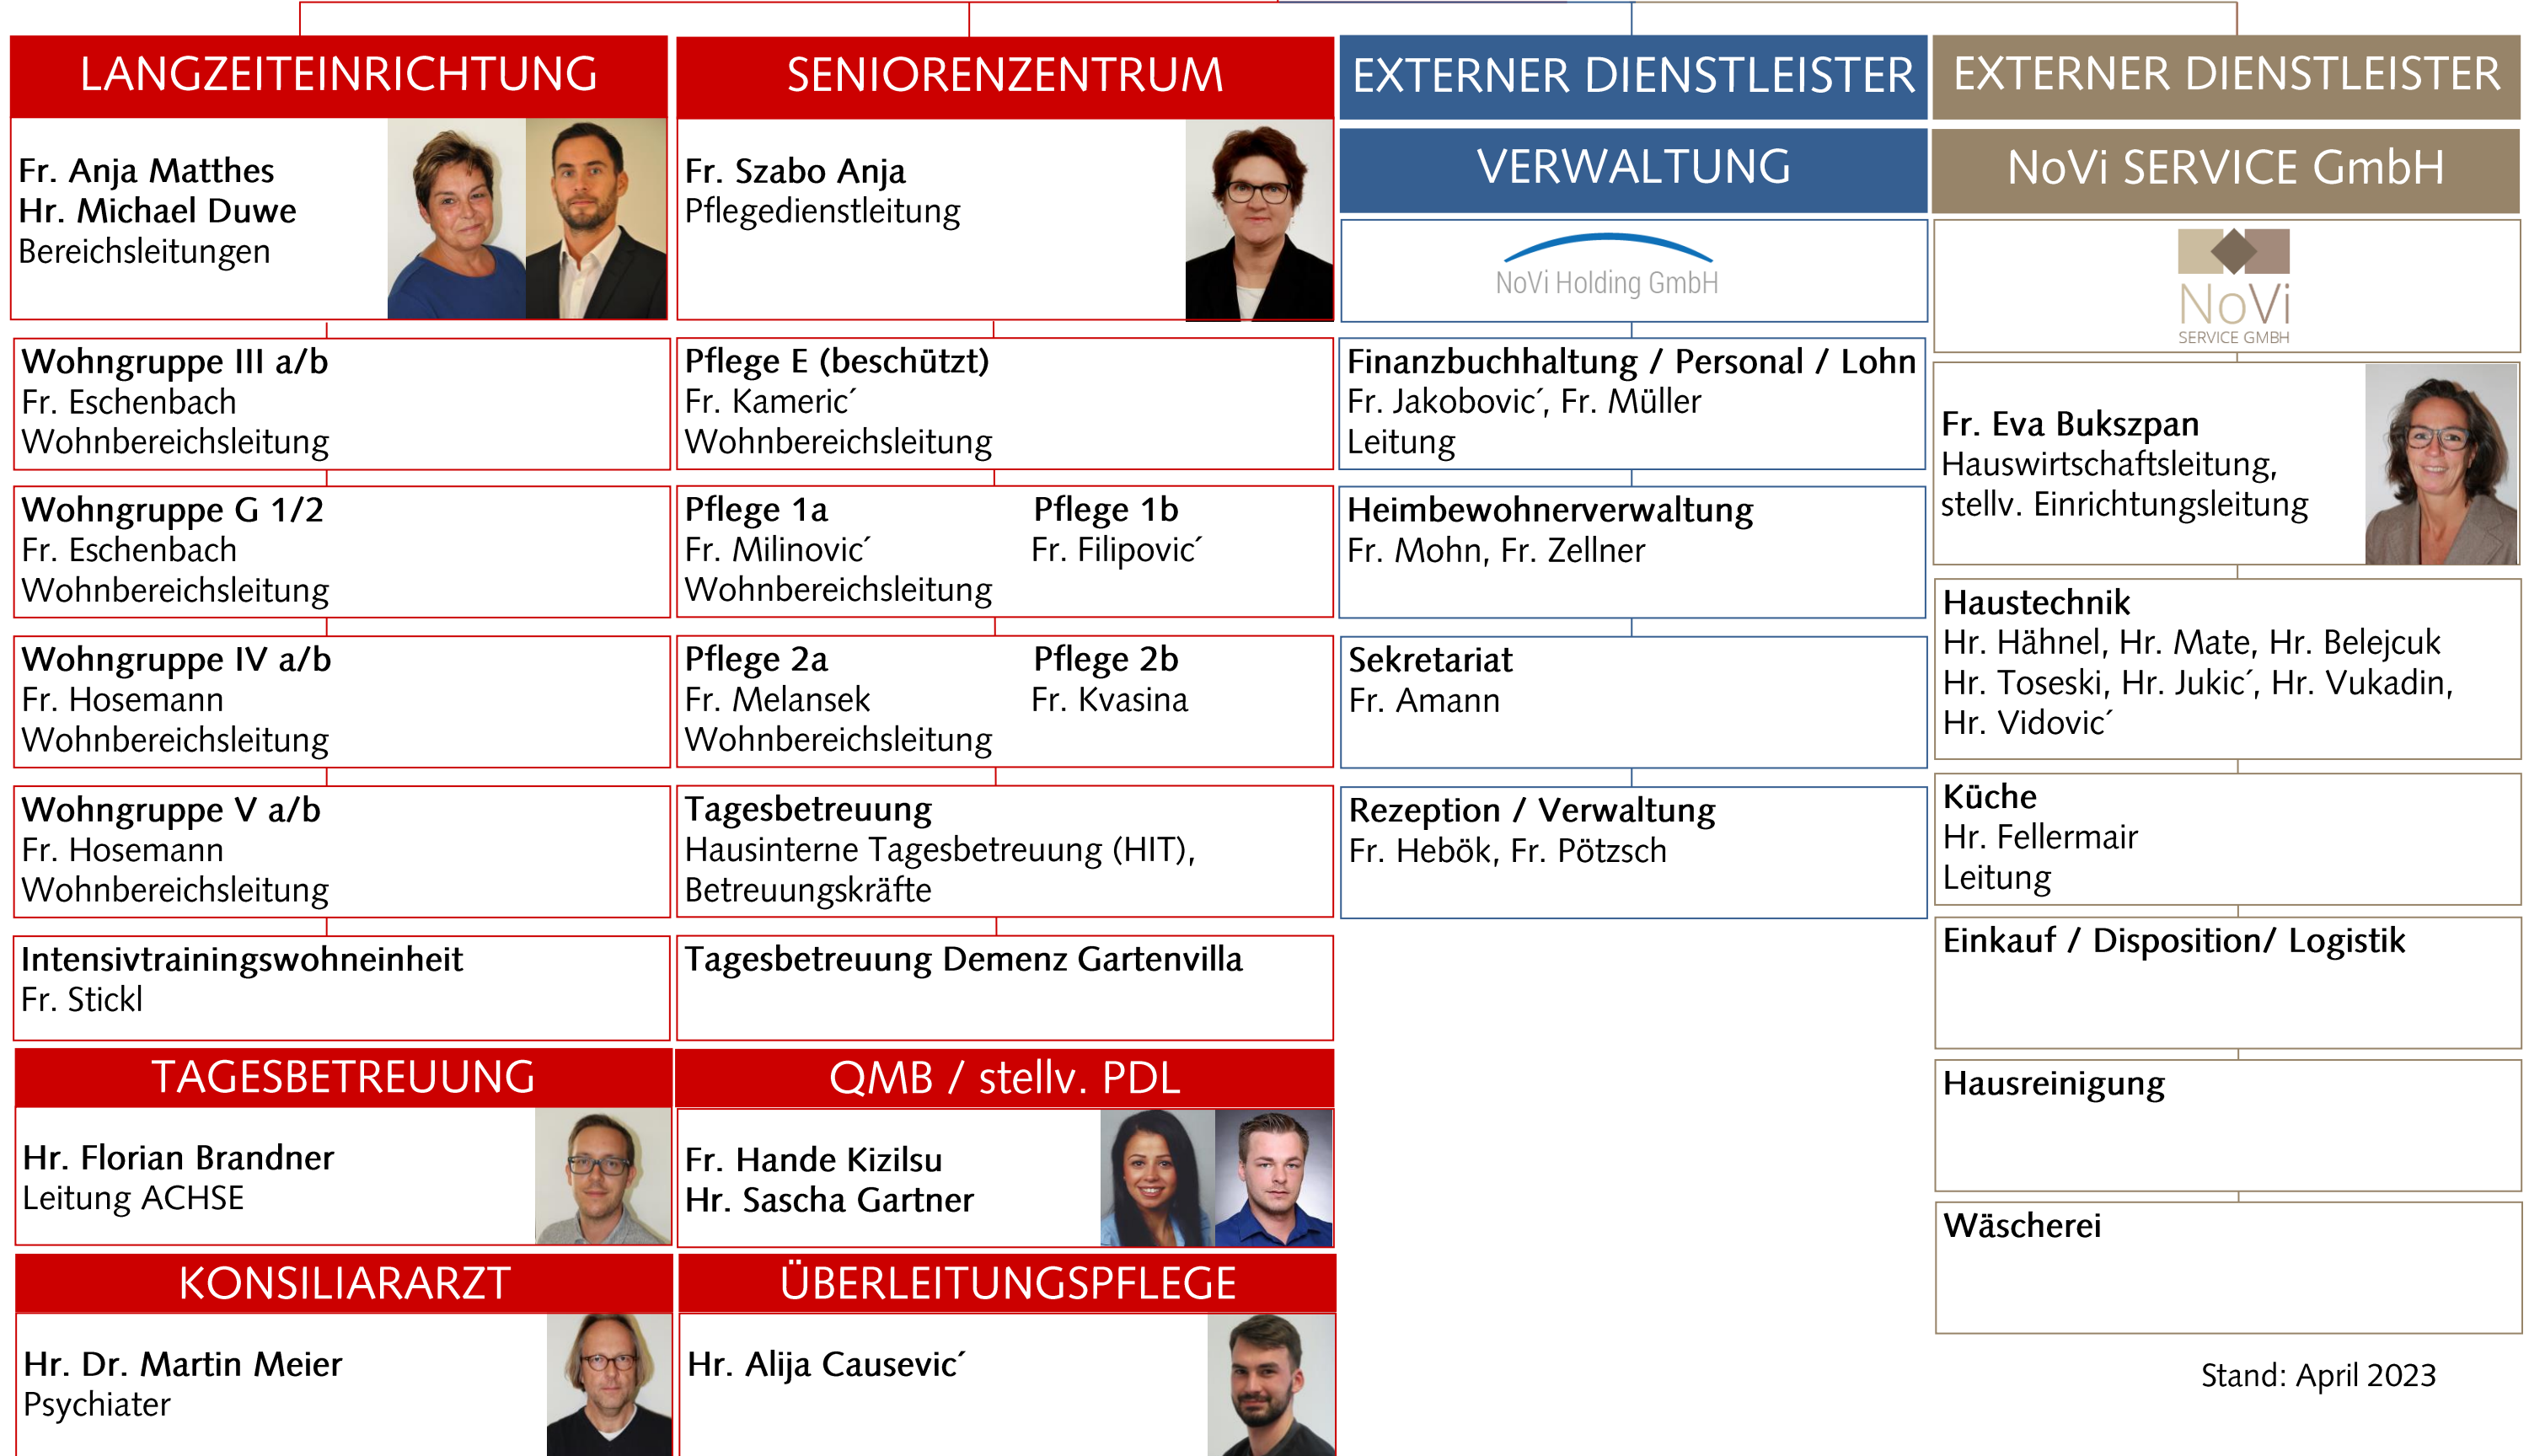 LANGZEITEINRICHTUNG
Fr. Anja Matthes
Hr. Michael Duwe
Bereichsleitungen
Wohngruppe III a/b
Fr. Eschenbach
Wohnbereichsleitung
Wohngruppe G 1/2
Fr. Eschenbach
Wohnbereichsleitung
Wohngruppe IV a/b
Fr. Hosemann
Wohnbereichsleitung
Wohngruppe V a/b
Fr. Hosemann
Wohnbereichsleitung
Intensivtrainingswohneinheit
Fr. Stickl
TAGESBETREUUNG
Hr. Florian Brandner
Leitung ACHSE
KONSILIARARZT
Hr. Dr. Martin Meier
Psychiater
SENIORENZENTRUM
Fr. Szabo Anja
Pflegedienstleitung
Pflege E (beschützt)
Fr. Kameric´
Wohnbereichsleitung
Pflege 1a Pflege 1b
Fr. Milinovic´ Fr. Filipovic´
Wohnbereichsleitung
Pflege 2a Pflege 2b
Fr. Melansek Fr. Kvasina
Wohnbereichsleitung
Tagesbetreuung
Hausinterne Tagesbetreuung (HIT),
Betreuungskräfte
Tagesbetreuung Demenz Gartenvilla
QMB / stellv. PDL
Fr. Hande Kizilsu
Hr. Sascha Gartner
ÜBERLEITUNGSPFLEGE
Hr. Alija Causevic´
EXTERNER DIENSTLEISTER
VERWALTUNG
NoVi Holding GmbH
Finanzbuchhaltung / Personal / Lohn
Fr. Jakobovic´, Fr. Müller
Leitung
Heimbewohnerverwaltung
Fr. Mohn, Fr. Zellner
Sekretariat
Fr. Amann
Rezeption / Verwaltung
Fr. Hebök, Fr. Pötzsch
EXTERNER DIENSTLEISTER
NoVi SERVICE GmbH
NoVi
SERVICE GMBH
Fr. Eva Bukszpan
Hauswirtschaftsleitung,
stellv. Einrichtungsleitung
Haustechnik
Hr. Hähnel, Hr. Mate, Hr. Belejcuk
Hr. Toseski, Hr. Jukic´, Hr. Vukadin,
Hr. Vidovic´
Küche
Hr. Fellermair
Leitung
Einkauf / Disposition/ Logistik
Hausreinigung
Wäscherei
Stand: April 2023